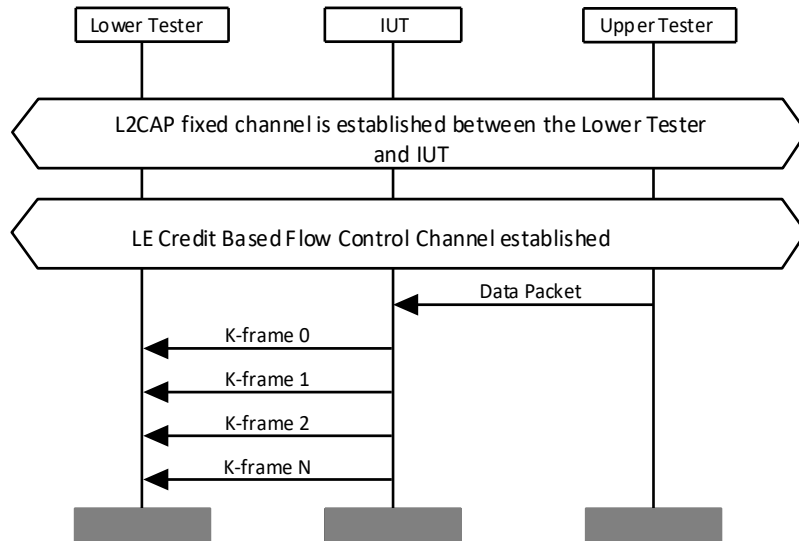 Lower Tester
IUT
Upper Tester
L2CAP fixed channel is established between the Lower Tester
and IUT
LE Credit Based Flow Control Channel established
Data Packet
K-frame 0
K-frame 1
K-frame 2
K-frame N